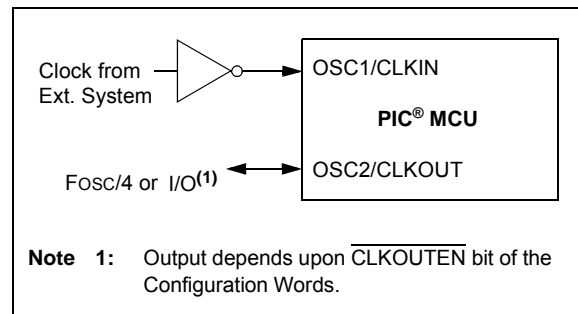 Clock from
Ext. System
OSC1/CLKIN
PIC® MCU
FOSC/4 or I/O(1)
OSC2/CLKOUT
Note 1: Output depends upon CLKOUTEN bit of the
Configuration Words.